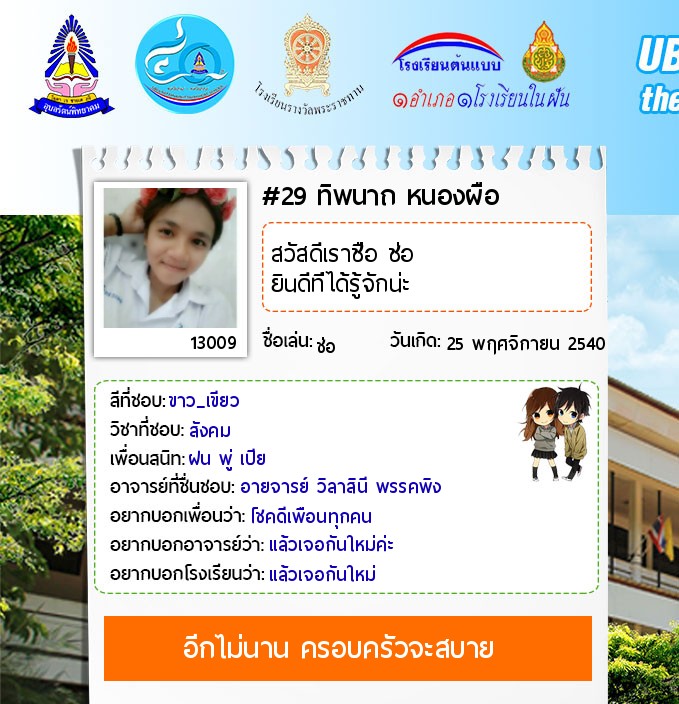 อุบลรัตน์พิทยาคม
โรงเรียนรางวัลพระราชทาน
โรงเรียนต้นแบบ
๑อำเภอ๑โรงเรียนในฝัน
UB
the
#29 ทิพนาถ หนองผือ
สวัสดีเราชื่อ ช่อ
ยินดีที่ได้รู้จักน่ะ
13009
ชื่อเล่น: ช่อ วันเกิด: 25 พฤศจิกายน 2540
สีที่ชอบ: ขาว_เขียว
วิชาที่ชอบ: สังคม
เพื่อนสนิท: ฝน พู่ เปีย
อาจารย์ที่ชื่นชอบ: อายจารย์ วิลาสินี พรรคพิง
อยากบอกเพื่อนว่า: โชคดีเพื่อนทุกคน
อยากบอกอาจารย์ว่า: แล้วเจอกันใหม่ค่ะ
อยากบอกโรงเรียนว่า: แล้วเจอกันใหม่
อีกไม่นาน ครอบครัวจะสบาย